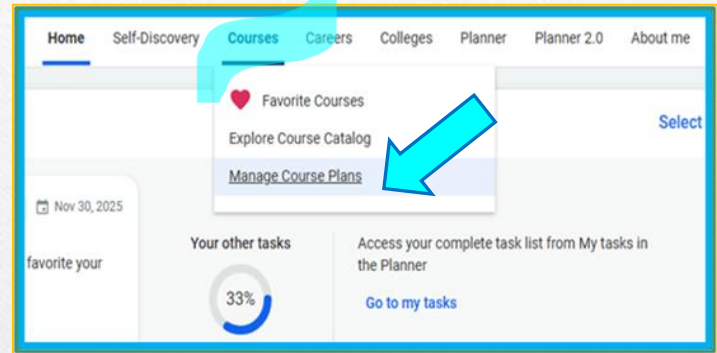 Home Self-Discovery Courses Careers Colleges Planner Planner 2.0 About me
Favorite Courses
Explore Course Catalog
Select
Manage Course Plans
Nov 30, 2025
favorite your
Your other tasks
33%
Access your complete task list from My tasks in
the Planner
Go to my tasks